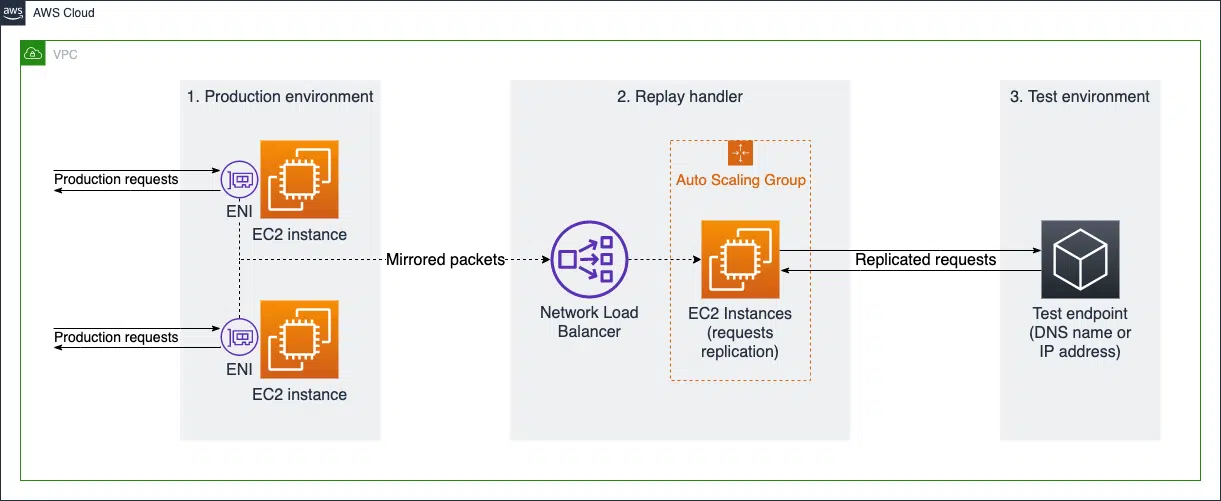 aws
AWS Cloud
VPC
1. Production environment
2. Replay handler
3. Test environment
Production requests
ENI
EC2 instance
Production requests
ENI
EC2 instance
Mirrored packets
Network Load
Balancer
Auto Scaling Group
EC2 Instances
(requests
replication)
Replicated requests
Test endpoint
(DNS name or
IP address)